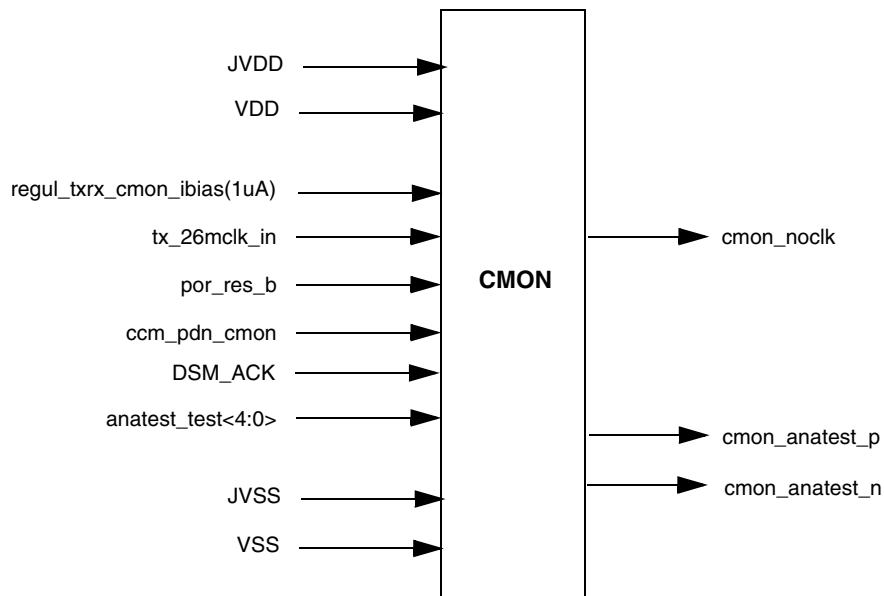 JVDD
VDD
regul_txrx_cmon_ibias(1uA)
tx_26mclk_in
por_res_b
ccm_pdn_cmon
DSM_ACK
anatest_test<4:0>
JVSS
VSS
CMON
cmon_noclk
cmon_anatest_p
cmon_anatest_n